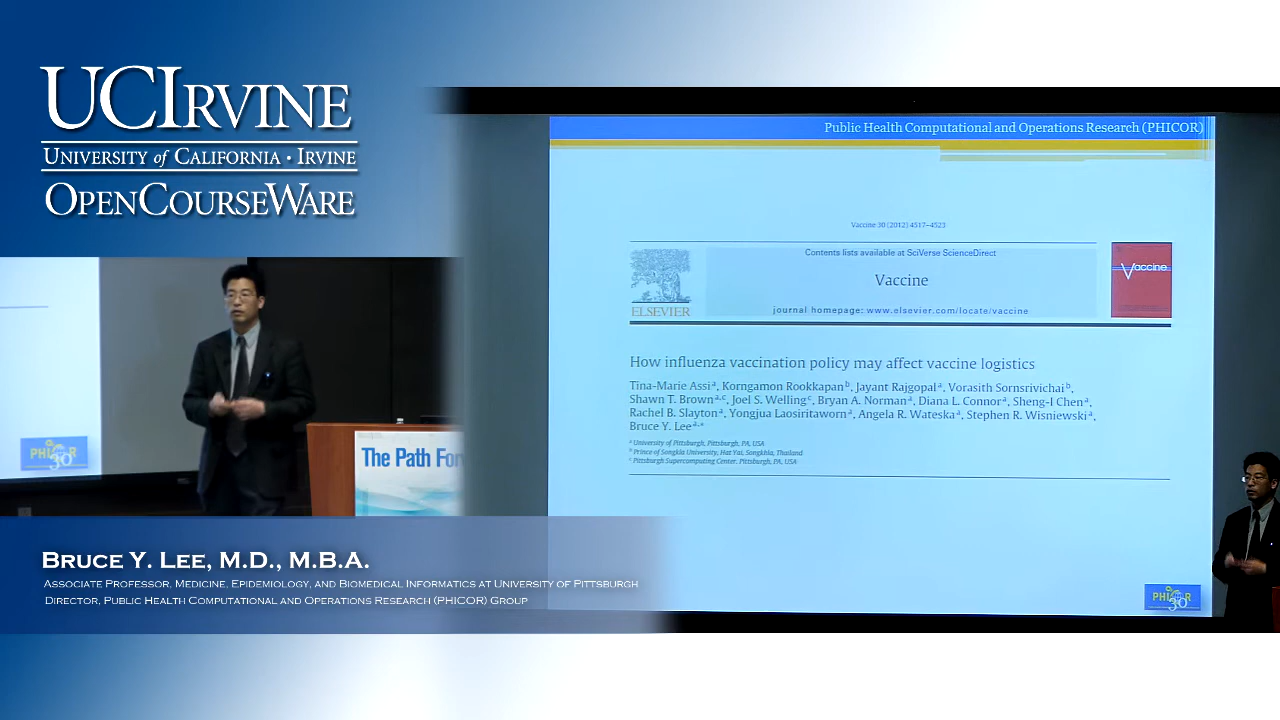 UCIRVINE
UNIVERSITY of CALIFORNIA · IRVINE
OPENCOURSEWARE
Public Health Computational and Operations Research (PHICOR)
Vaccine 30 (2012) 4517–4523
Contents lists available at SciVerse ScienceDirect
Vaccine
journal homepage: www.elsevier.com/locate/vaccine
ELSEVIER
Vaccine
How influenza vaccination policy may affect vaccine logistics
Tina-Marie Assi a, Korngamon Rookkapan b, Jayant Rajgopal a, Vorasith Sornsrivichai b,
Shawn T. Brown a,c, Joel S. Welling c, Bryan A. Norman a, Diana L. Connor a, Sheng-I Chen a,
Rachel B. Slayton a, Yongjua Laosiritaworn a, Angela R. Wateska a, Stephen R. Wisniewski a,
Bruce Y. Lee a,*
a University of Pittsburgh, Pittsburgh, PA, USA
b Prince of Songkla University, Hat Yai, Songkhla, Thailand
c Pittsburgh Supercomputing Center, Pittsburgh, PA, USA
PHICOR
30
The Path For
PHICOR
30
BRUCE Y. LEE, M.D., M.B.A.
ASSOCIATE PROFESSOR, MEDICINE, EPIDEMIOLOGY, AND BIOMEDICAL INFORMATICS AT UNIVERSITY OF PITTSBURGH
DIRECTOR, PUBLIC HEALTH COMPUTATIONAL AND OPERATIONS RESEARCH (PHICOR) GROUP